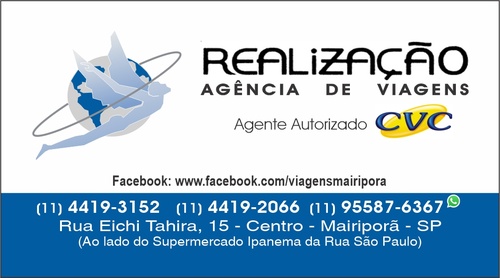 REALiZAÇÃO
AGÊNCIA DE VIAGENS
Agente Autorizado CVC
Facebook: www.facebook.com/viagensmairipora
(11) 4419-3152 (11) 4419-2066 (11) 95587-6367
Rua Eichi Tahira, 15 - Centro - Mairiporã - SP
(Ao lado do Supermercado Ipanema da Rua São Paulo)